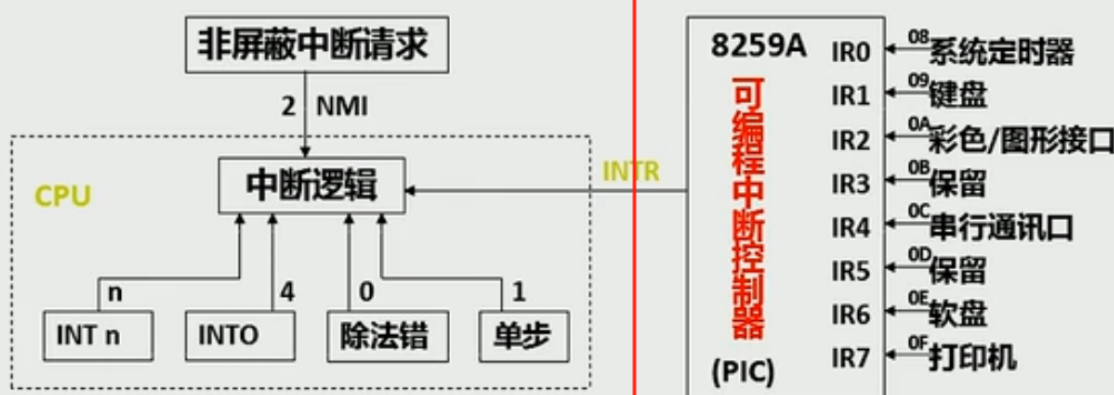 非屏蔽中断请求
2 NMI
CPU
中断逻辑
INTR
n
4
0
1
INT n
INTO
除法错
单步
8259A
可编程中断控制器
(PIC)
IR0 08 系统定时器
IR1 09 键盘
IR2 0A 彩色/图形接口
IR3 0B 保留
IR4 0C 串行通讯口
IR5 0D 保留
IR6 0E 软盘
IR7 0F 打印机